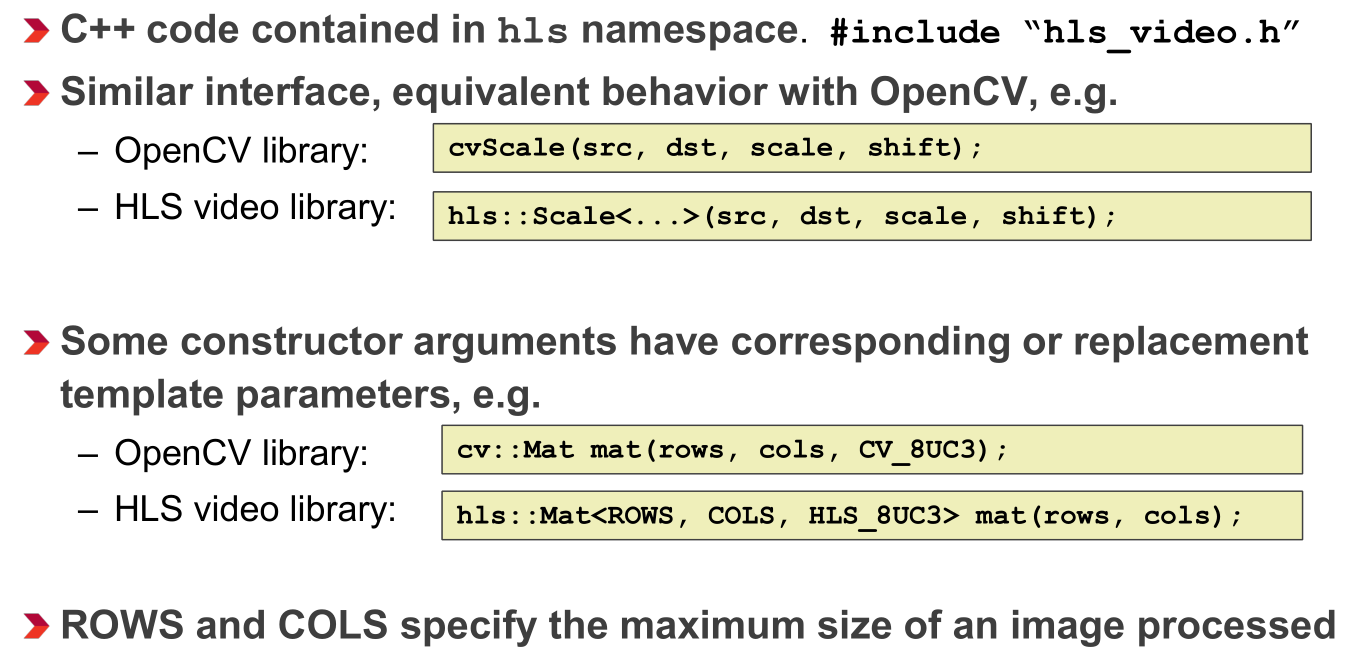 C++ code contained in hls namespace. #include “hls_video.h”
Similar interface, equivalent behavior with OpenCV, e.g.
– OpenCV library: cvScale(src, dst, scale, shift);
– HLS video library: hls::Scale<...>(src, dst, scale, shift);
Some constructor arguments have corresponding or replacement
template parameters, e.g.
– OpenCV library: cv::Mat mat(rows, cols, CV_8UC3);
– HLS video library: hls::Mat<ROWS, COLS, HLS_8UC3> mat(rows, cols);
ROWS and COLS specify the maximum size of an image processed